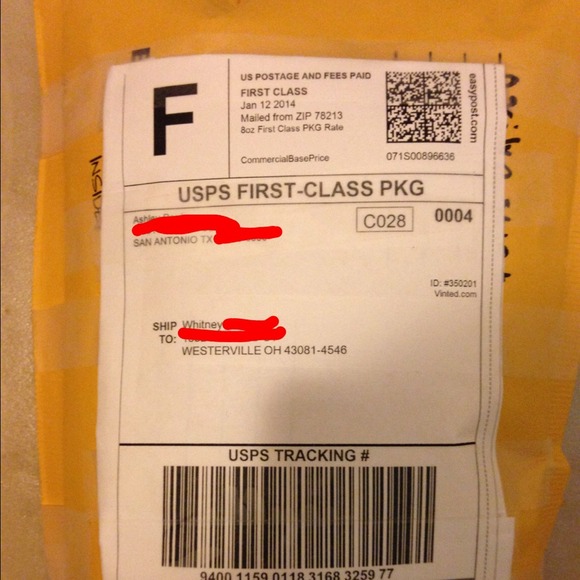 F
US POSTAGE AND FEES PAID
FIRST CLASS
Jan 12 2014
Mailed from ZIP 78213
8oz First Class PKG Rate
CommercialBasePrice
071S00896636
easypost.com
USPS FIRST-CLASS PKG
Ashley
C028 0004
SAN ANTONIO TX
ID: #350201
Vinted.com
SHIP Whitney
TO:
WESTERVILLE OH 43081-4546
USPS TRACKING #
9400 1159 0118 3168 3259 77